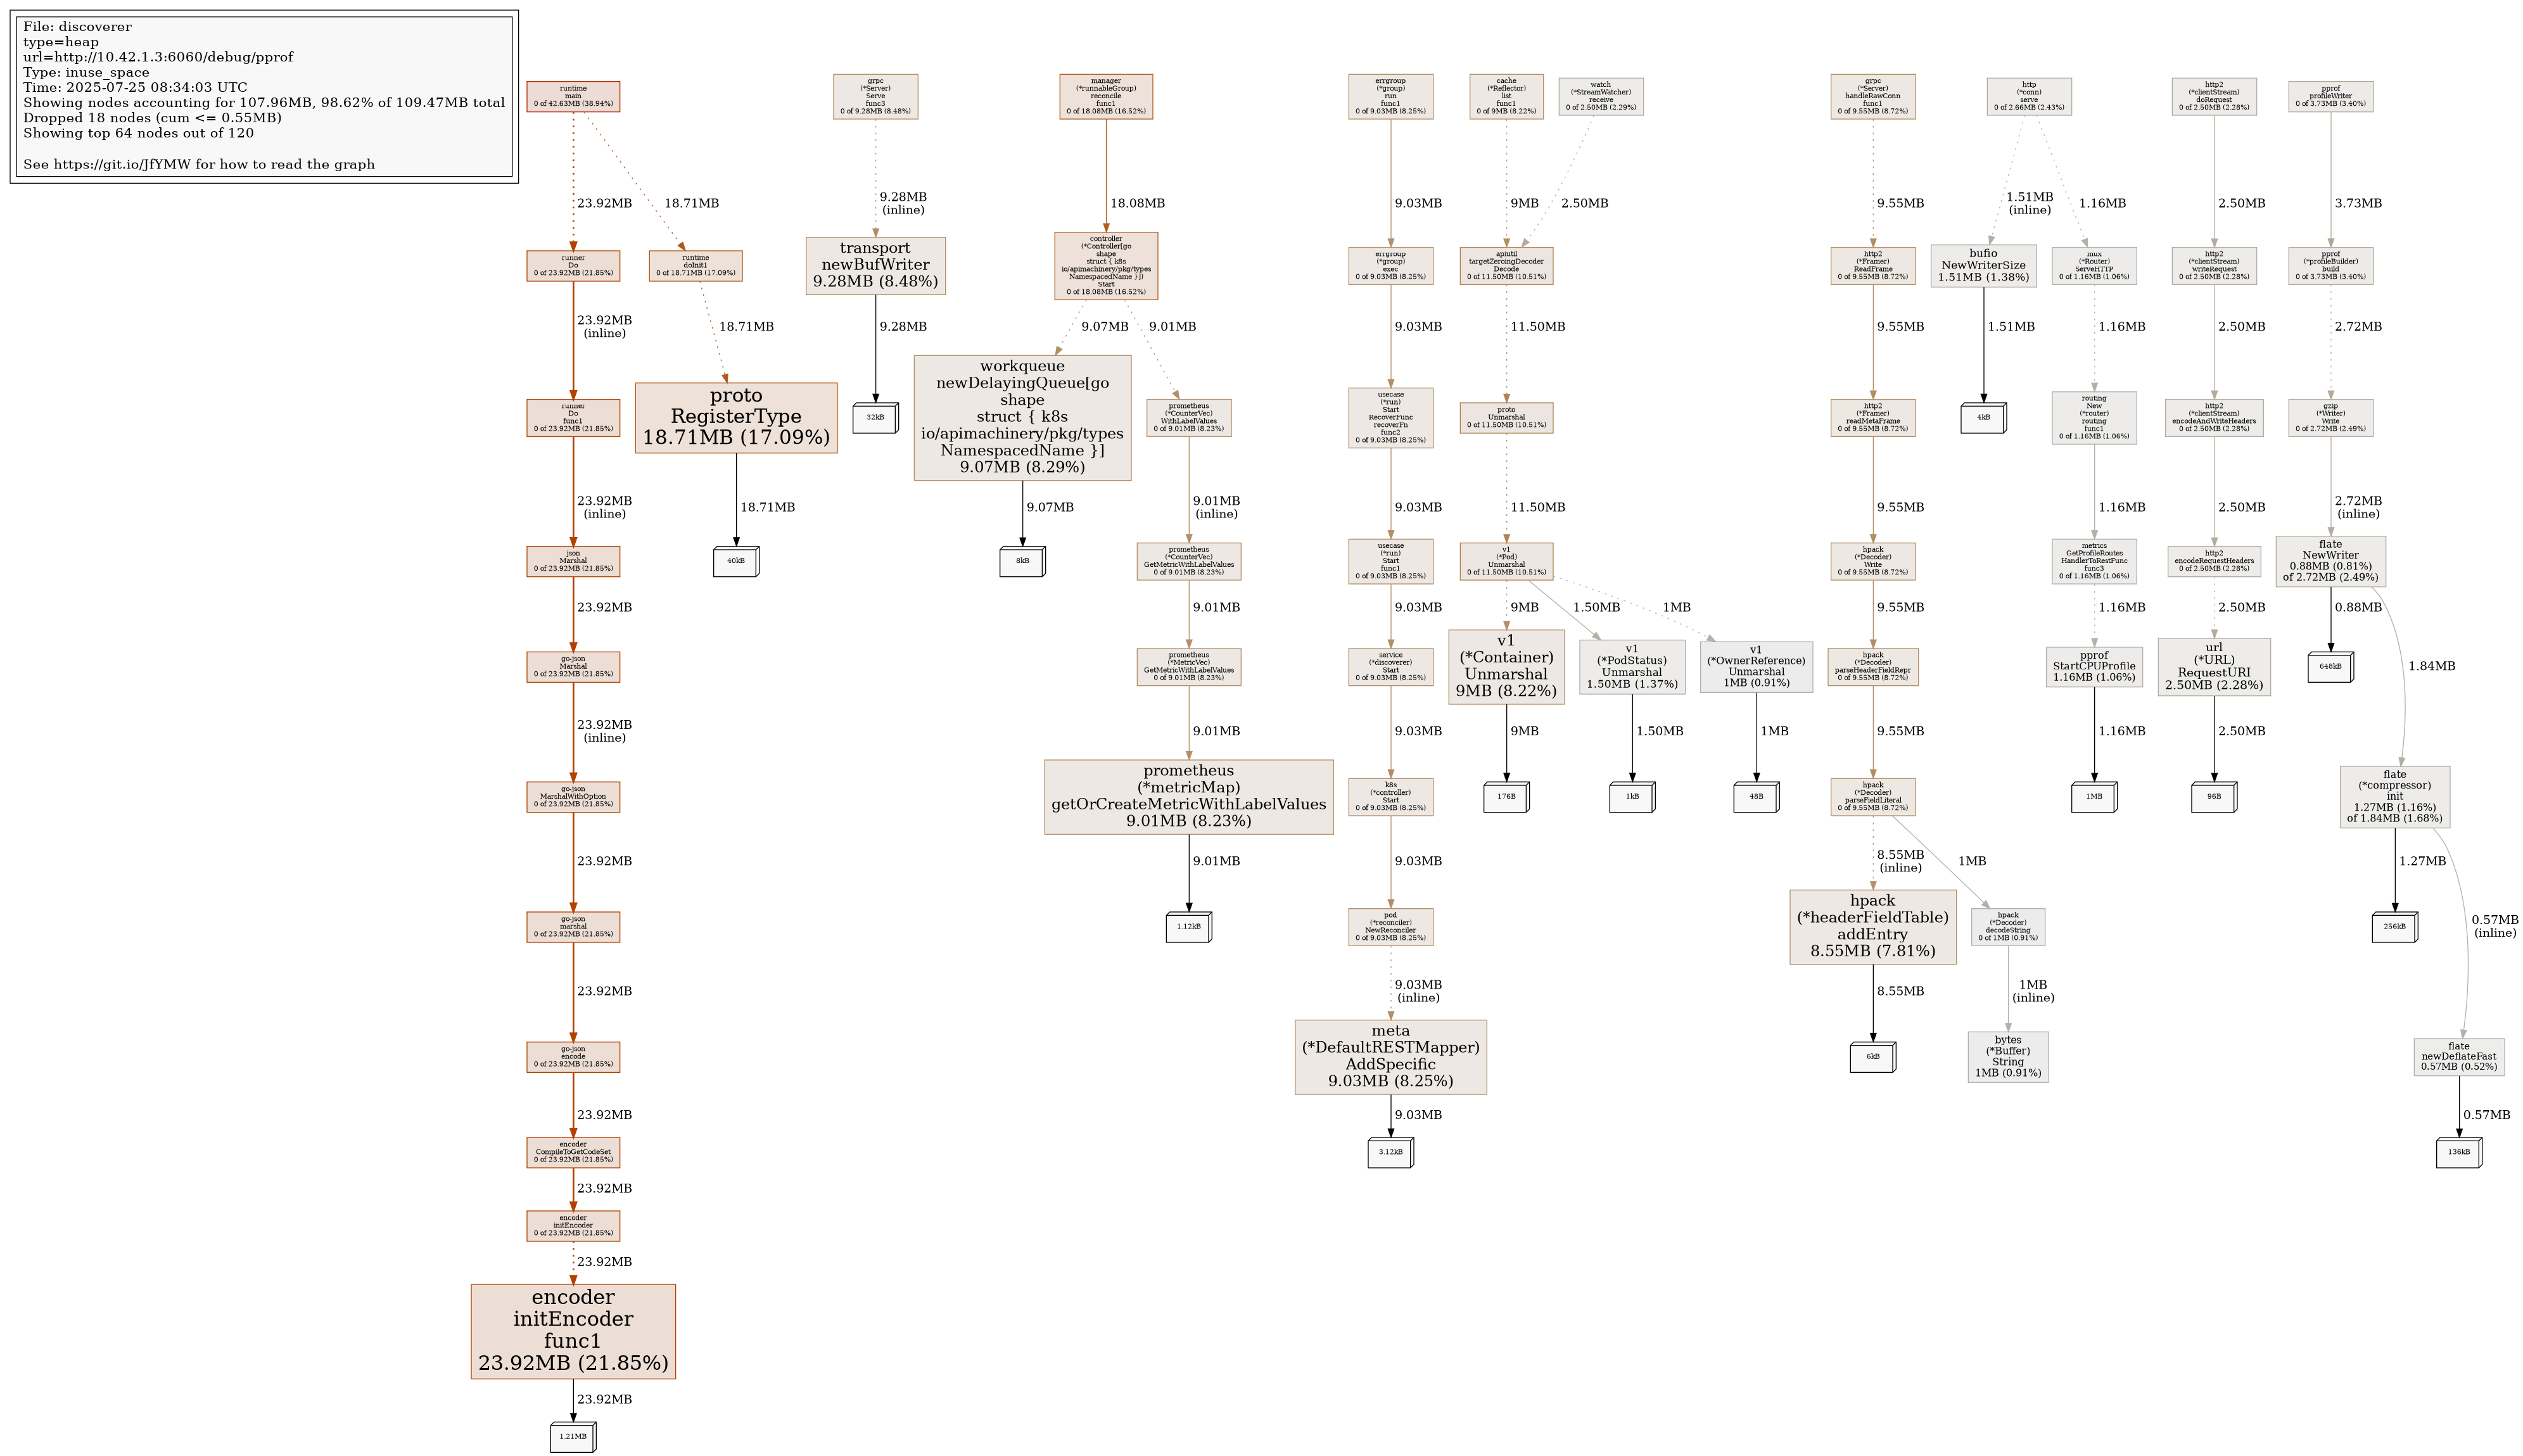 File: discoverer
type=heap
url=http://10.42.1.3:6060/debug/pprof
Type: inuse_space
Time: 2025-07-25 08:34:03 UTC
Showing nodes accounting for 107.96MB, 98.62% of 109.47MB total
Dropped 18 nodes (cum <= 0.55MB)
Showing top 64 nodes out of 120
See https://git.io/JfYMW for how to read the graph
runtime
main
0 of 42.63MB (38.94%)
23.92MB
18.71MB
runner
Do
0 of 23.92MB (21.85%)
23.92MB
(inline)
runner
Do
func1
0 of 23.92MB (21.85%)
23.92MB
(inline)
json
Marshal
0 of 23.92MB (21.85%)
23.92MB
go-json
Marshal
0 of 23.92MB (21.85%)
23.92MB
(inline)
go-json
MarshalWithOption
0 of 23.92MB (21.85%)
23.92MB
go-json
marshal
0 of 23.92MB (21.85%)
23.92MB
go-json
encode
0 of 23.92MB (21.85%)
23.92MB
encoder
CompileToGetCodeSet
0 of 23.92MB (21.85%)
23.92MB
encoder
initEncoder
0 of 23.92MB (21.85%)
23.92MB
encoder
initEncoder
func1
23.92MB (21.85%)
23.92MB
1.21MB
runtime
doInit1
0 of 18.71MB (17.09%)
18.71MB
proto
RegisterType
18.71MB (17.09%)
18.71MB
40kB
grpc
(*Server)
Serve
func3
0 of 9.28MB (8.48%)
9.28MB
(inline)
transport
newBufWriter
9.28MB (8.48%)
9.28MB
32kB
manager
(*runnableGroup)
reconcile
func1
0 of 18.08MB (16.52%)
18.08MB
controller
(*Controller[go
shape
struct { k8s
io/apimachinery/pkg/types
NamespacedName }])
Start
0 of 18.08MB (16.52%)
9.07MB
9.01MB
workqueue
newDelayingQueue[go
shape
struct { k8s
io/apimachinery/pkg/types
NamespacedName }]
9.07MB (8.29%)
9.07MB
8kB
prometheus
(*CounterVec)
WithLabelValues
0 of 9.01MB (8.23%)
9.01MB
(inline)
prometheus
(*CounterVec)
GetMetricWithLabelValues
0 of 9.01MB (8.23%)
9.01MB
prometheus
(*MetricVec)
GetMetricWithLabelValues
0 of 9.01MB (8.23%)
9.01MB
prometheus
(*metricMap)
getOrCreateMetricWithLabelValues
9.01MB (8.23%)
9.01MB
1.12kB
errgroup
(*group)
run
func1
0 of 9.03MB (8.25%)
9.03MB
errgroup
(*group)
exec
0 of 9.03MB (8.25%)
9.03MB
usecase
(*run)
Start
RecoverFunc
recoverFn
func2
0 of 9.03MB (8.25%)
9.03MB
usecase
(*run)
Start
func1
0 of 9.03MB (8.25%)
9.03MB
service
(*discoverer)
Start
0 of 9.03MB (8.25%)
9.03MB
k8s
(*controller)
Start
0 of 9.03MB (8.25%)
9.03MB
pod
(*reconciler)
NewReconciler
0 of 9.03MB (8.25%)
9.03MB
(inline)
meta
(*DefaultRESTMapper)
AddSpecific
9.03MB (8.25%)
9.03MB
3.12kB
cache
(*Reflector)
list
func1
0 of 9MB (8.22%)
9MB
watch
(*StreamWatcher)
receive
0 of 2.50MB (2.29%)
2.50MB
apiutil
targetZeroingDecoder
Decode
0 of 11.50MB (10.51%)
11.50MB
proto
Unmarshal
0 of 11.50MB (10.51%)
11.50MB
v1
(*Pod)
Unmarshal
0 of 11.50MB (10.51%)
9MB
1.50MB
1MB
v1
(*Container)
Unmarshal
9MB (8.22%)
9MB
176B
v1
(*PodStatus)
Unmarshal
1.50MB (1.37%)
1.50MB
1kB
v1
(*OwnerReference)
Unmarshal
1MB (0.91%)
1MB
48B
grpc
(*Server)
handleRawConn
func1
0 of 9.55MB (8.72%)
9.55MB
http2
(*Framer)
ReadFrame
0 of 9.55MB (8.72%)
9.55MB
http2
(*Framer)
readMetaFrame
0 of 9.55MB (8.72%)
9.55MB
hpack
(*Decoder)
Write
0 of 9.55MB (8.72%)
9.55MB
hpack
(*Decoder)
parseHeaderFieldRepr
0 of 9.55MB (8.72%)
9.55MB
hpack
(*Decoder)
parseFieldLiteral
0 of 9.55MB (8.72%)
8.55MB
(inline)
1MB
hpack
(*headerFieldTable)
addEntry
8.55MB (7.81%)
8.55MB
6kB
hpack
(*Decoder)
decodeString
0 of 1MB (0.91%)
1MB
(inline)
bytes
(*Buffer)
String
1MB (0.91%)
http
(*conn)
serve
0 of 2.66MB (2.43%)
1.51MB
(inline)
1.16MB
bufio
NewWriterSize
1.51MB (1.38%)
1.51MB
4kB
mux
(*Router)
ServeHTTP
0 of 1.16MB (1.06%)
1.16MB
routing
New
(*router)
routing
func1
0 of 1.16MB (1.06%)
1.16MB
metrics
GetProfileRoutes
HandlerToRestFunc
func3
0 of 1.16MB (1.06%)
1.16MB
pprof
StartCPUProfile
1.16MB (1.06%)
1.16MB
1MB
http2
(*clientStream)
doRequest
0 of 2.50MB (2.28%)
2.50MB
http2
(*clientStream)
writeRequest
0 of 2.50MB (2.28%)
2.50MB
http2
(*clientStream)
encodeAndWriteHeaders
0 of 2.50MB (2.28%)
2.50MB
http2
encodeRequestHeaders
0 of 2.50MB (2.28%)
2.50MB
url
(*URL)
RequestURI
2.50MB (2.28%)
2.50MB
96B
pprof
profileWriter
0 of 3.73MB (3.40%)
3.73MB
pprof
(*profileBuilder)
build
0 of 3.73MB (3.40%)
2.72MB
gzip
(*Writer)
Write
0 of 2.72MB (2.49%)
2.72MB
(inline)
flate
NewWriter
0.88MB (0.81%)
of 2.72MB (2.49%)
0.88MB
648kB
1.84MB
flate
(*compressor)
init
1.27MB (1.16%)
of 1.84MB (1.68%)
1.27MB
256kB
0.57MB
(inline)
flate
newDeflateFast
0.57MB (0.52%)
0.57MB
136kB